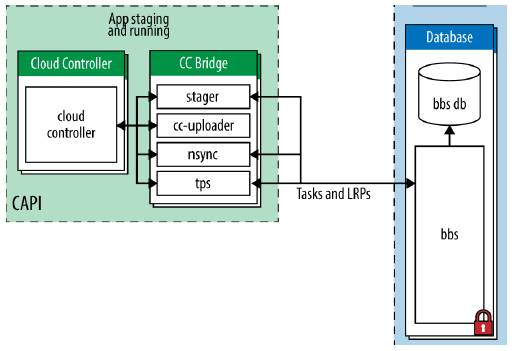 App staging
and running
Cloud Controller
CC Bridge
Database
cloud
controller
stager
cc-uploader
nsync
tps
bbs db
Tasks and LRPs
bbs
CAPI